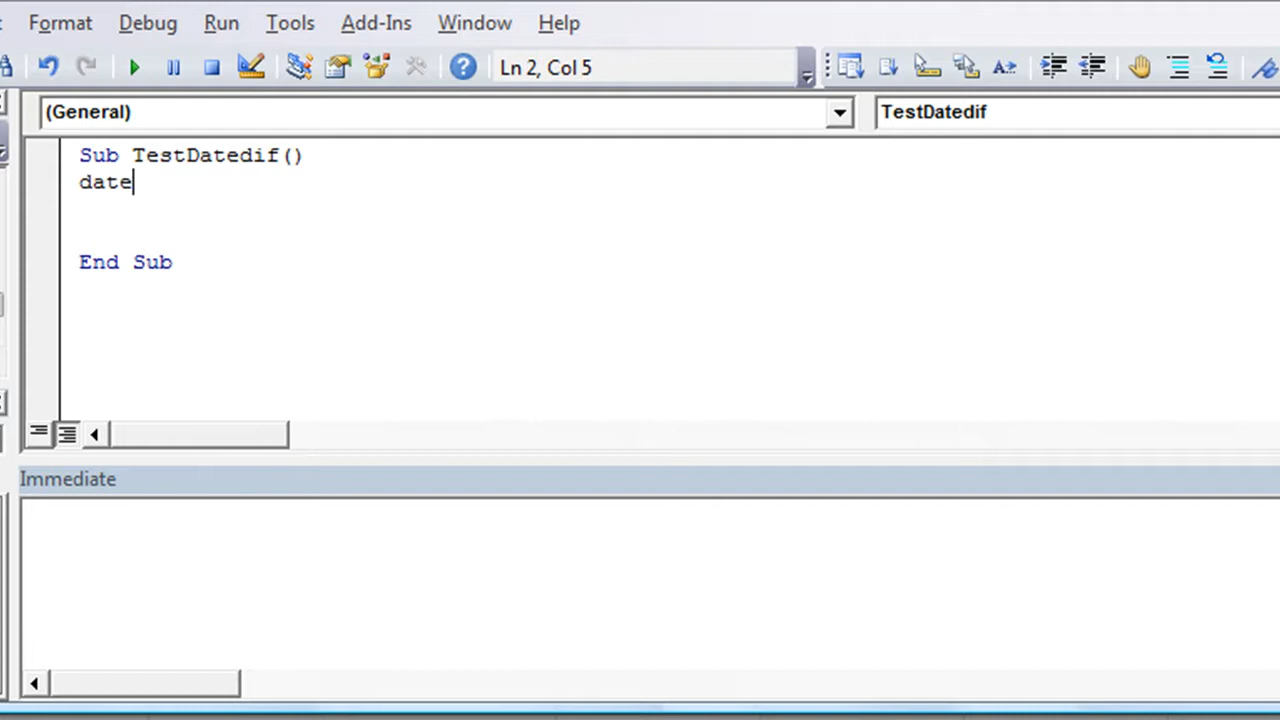 Format Debug Run Tools Add-Ins Window Help
Ln 2, Col 5
(General) TestDatedif
Sub TestDatedif()
date
End Sub
Immediate